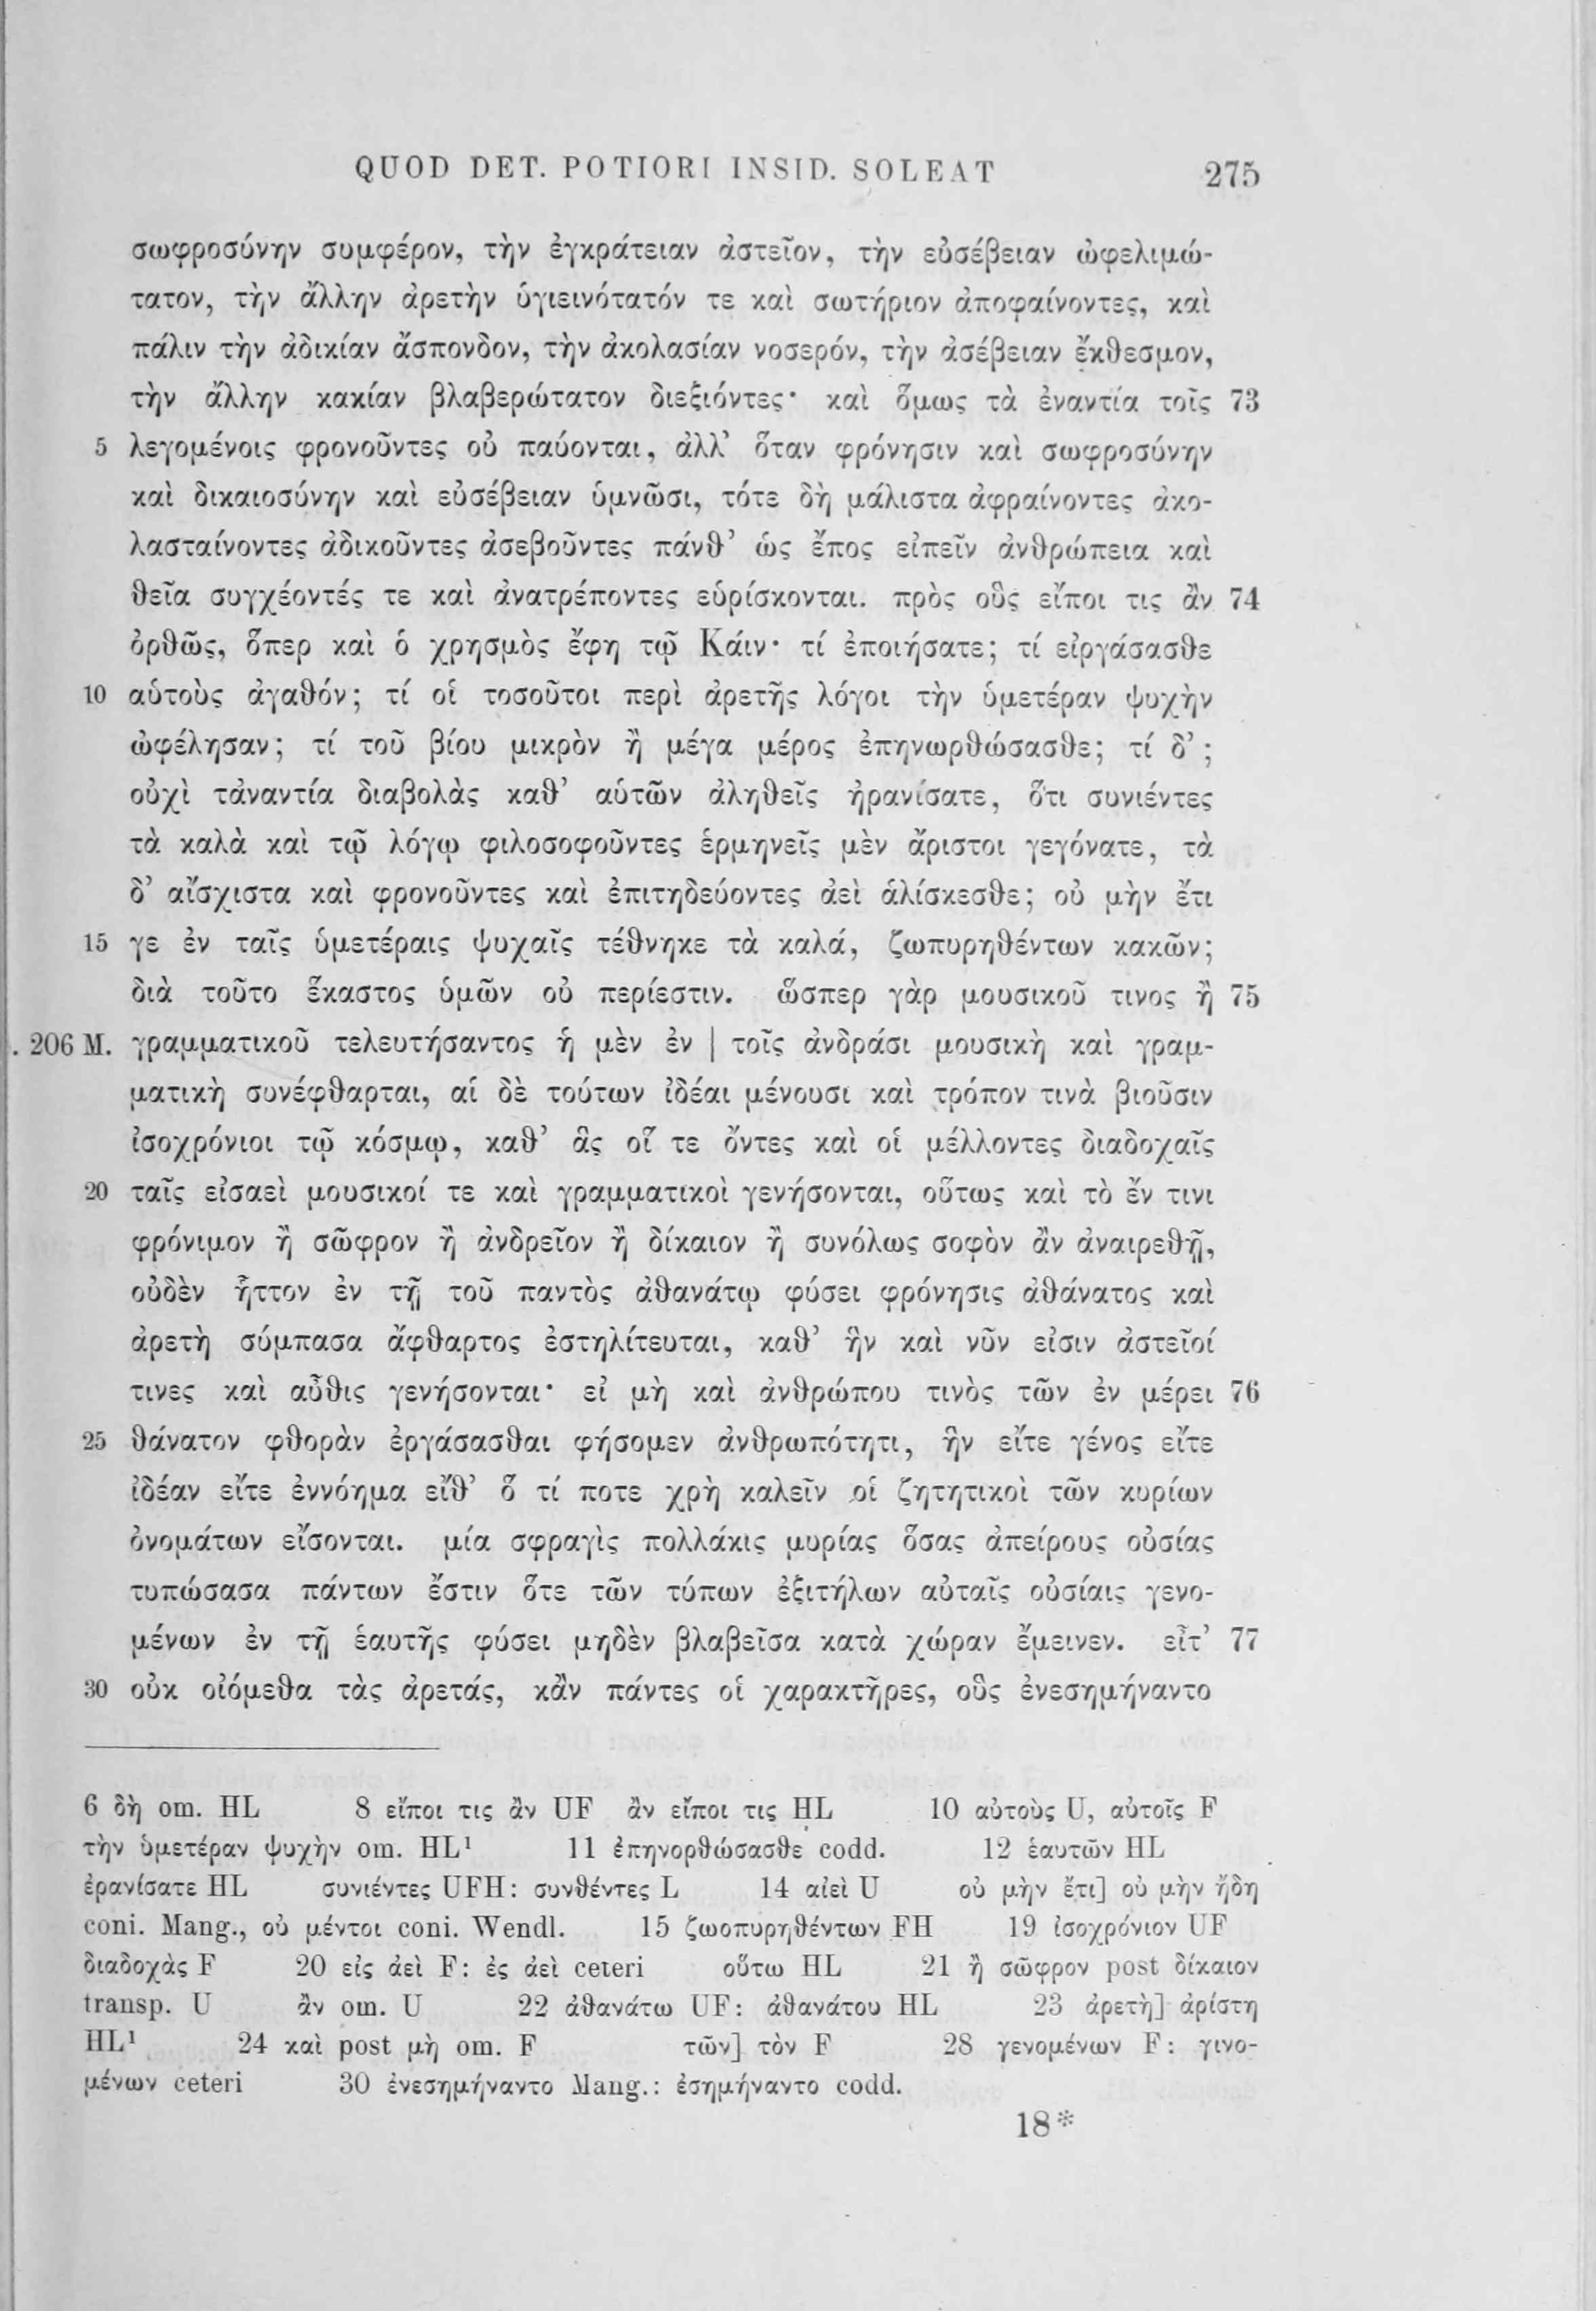 QUOD DET. POTIORI INSID. SOLEAT 275
σωφροσύνην συμφέρον, τὴν ἐγκράτειαν ἀστεῖον, τὴν εὐσέβειαν ὠφελιμώ-
τατον, τὴν ἄλλην ἀρετὴν ὑγιεινότατόν τε καὶ σωτήριον ἀποφαίνοντες, καὶ
πάλιν τὴν ἀδικίαν ἄσπονδον, τὴν ἀκολασίαν νοσερόν, τὴν ἀσέβειαν ἔκθεσμον,
τὴν ἄλλην κακίαν βλαβερώτατον διεξιόντες· καὶ ὅμως τὰ ἐναντία τοῖς 73
5 λεγομένοις φρονοῦντες οὐ παύονται, ἀλλ’ ὅταν φρόνησιν καὶ σωφροσύνην
καὶ δικαιοσύνην καὶ εὐσέβειαν ὑμνῶσι, τότε δὴ μάλιστα ἀφραίνοντες ἀκο-
λασταίνοντες ἀδικοῦντες ἀσεβοῦντες πάνθ’ ὡς ἔπος εἰπεῖν ἀνθρώπεια καὶ
θεῖα συγχέοντές τε καὶ ἀνατρέποντες εὑρίσκονται. πρὸς οὓς εἴποι τις ἂν 74
ὀρθῶς, ὅπερ καὶ ὁ χρησμὸς ἔφη τῷ Κάιν· τί ἐποιήσατε; τί εἰργάσασθε
10 αὑτοὺς ἀγαθόν; τί οἱ τοσοῦτοι περὶ ἀρετῆς λόγοι τὴν ὑμετέραν ψυχὴν
ὠφέλησαν; τί τοῦ βίου μικρὸν ἢ μέγα μέρος ἐπηνωρθώσασθε; τί δ’;
οὐχὶ τἀναντία διαβολὰς καθ’ αὑτῶν ἀληθεῖς ἠρανίσατε, ὅτι συνιέντες
τὰ καλὰ καὶ τῷ λόγῳ φιλοσοφοῦντες ἑρμηνεῖς μὲν ἄριστοι γεγόνατε, τὰ
δ’ αἴσχιστα καὶ φρονοῦντες καὶ ἐπιτηδεύοντες ἀεὶ ἁλίσκεσθε; οὐ μὴν ἔτι
15 γε ἐν ταῖς ὑμετέραις ψυχαῖς τέθνηκε τὰ καλά, ζωπυρηθέντων κακῶν;
διὰ τοῦτο ἕκαστος ὑμῶν οὐ περίεστιν. ὥσπερ γὰρ μουσικοῦ τινος ἢ 75
. 206 M. γραμματικοῦ τελευτήσαντος ἡ μὲν ἐν | τοῖς ἀνδράσι μουσικὴ καὶ γραμ-
ματικὴ συνέφθαρται, αἱ δὲ τούτων ἰδέαι μένουσι καὶ τρόπον τινὰ βιοῦσιν
ἰσοχρόνιοι τῷ κόσμῳ, καθ’ ἃς οἵ τε ὄντες καὶ οἱ μέλλοντες διαδοχαῖς
20 ταῖς εἰσαεὶ μουσικοί τε καὶ γραμματικοὶ γενήσονται, οὕτως καὶ τὸ ἔν τινι
φρόνιμον ἢ σῶφρον ἢ ἀνδρεῖον ἢ δίκαιον ἢ συνόλως σοφὸν ἂν ἀναιρεθῇ,
οὐδὲν ἧττον ἐν τῇ τοῦ παντὸς ἀθανάτῳ φύσει φρόνησις ἀθάνατος καὶ
ἀρετὴ σύμπασα ἄφθαρτος ἐστηλίτευται, καθ’ ἣν καὶ νῦν εἰσιν ἀστεῖοί
τινες καὶ αὖθις γενήσονται· εἰ μὴ καὶ ἀνθρώπου τινὸς τῶν ἐν μέρει 76
25 θάνατον φθορὰν ἐργάσασθαι φήσομεν ἀνθρωπότητι, ἣν εἴτε γένος εἴτε
ἰδέαν εἴτε ἐννόημα εἴθ’ ὅ τί ποτε χρὴ καλεῖν οἱ ζητητικοὶ τῶν κυρίων
ὀνομάτων εἴσονται. μία σφραγὶς πολλάκις μυρίας ὅσας ἀπείρους οὐσίας
τυπώσασα πάντων ἔστιν ὅτε τῶν τύπων ἐξιτήλων αὐταῖς οὐσίαις γενο-
μένων ἐν τῇ ἑαυτῆς φύσει μηδὲν βλαβεῖσα κατὰ χώραν ἔμεινεν. εἶτ’ 77
30 οὐκ οἰόμεθα τὰς ἀρετάς, κἂν πάντες οἱ χαρακτῆρες, οὓς ἐνεσημήναντο
6 δὴ om. HL 8 εἴποι τις ἂν UF ἂν εἴποι τις HL 10 αὐτοὺς U, αὐτοῖς F
τὴν ὑμετέραν ψυχὴν om. HL¹ 11 ἐπηνορθώσασθε codd. 12 ἑαυτῶν HL
ἐρανίσατε HL συνιέντες UFH: συνθέντες L 14 αἰεὶ U οὐ μὴν ἔτι] οὐ μὴν ἤδη
coni. Mang., οὐ μέντοι coni. Wendl. 15 ζωοπυρηθέντων FH 19 ἰσοχρόνιον UF
διαδοχὰς F 20 εἰς ἀεὶ F: ἐς ἀεὶ ceteri οὕτω HL 21 ἢ σῶφρον post δίκαιον
transp. U ἂν om. U 22 ἀθανάτω UF: ἀθανάτου HL 23 ἀρετὴ] ἀρίστη
HL¹ 24 καὶ post μὴ om. F τῶν] τὸν F 28 γενομένων F: γινο-
μένων ceteri 30 ἐνεσημήναντο Mang.: ἐσημήναντο codd.
18*